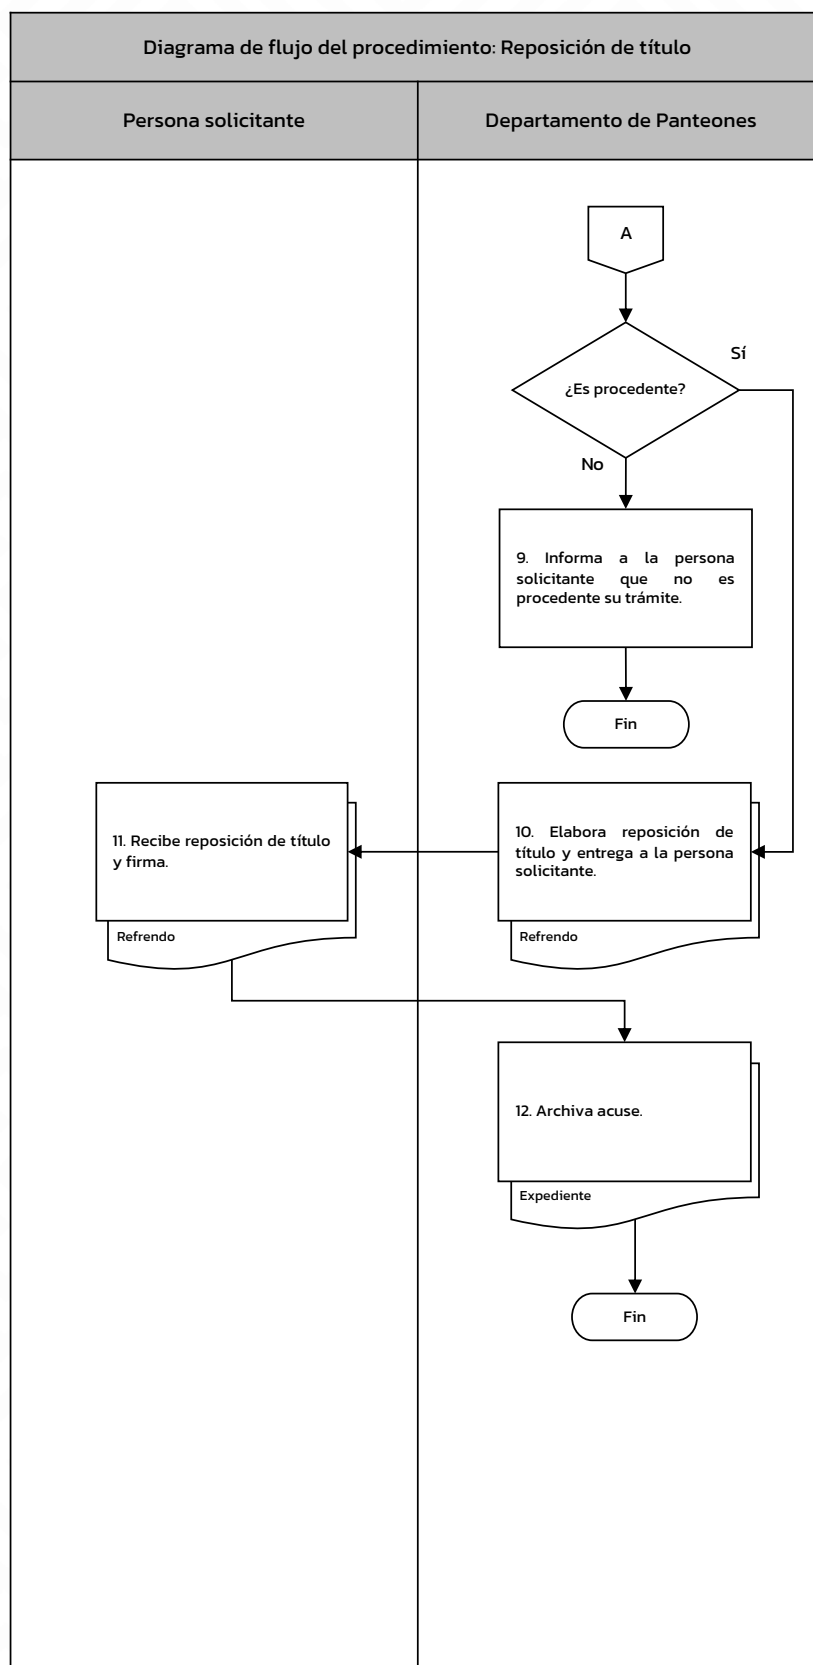 Diagrama de flujo del procedimiento: Reposición de título
Persona solicitante
Departamento de Panteones
A
¿Es procedente?
Sí
No
9. Informa a la persona
solicitante que no es
procedente su trámite.
Fin
10. Elabora reposición de
título y entrega a la persona
solicitante.
Refrendo
11. Recibe reposición de título
y firma.
Refrendo
12. Archiva acuse.
Expediente
Fin